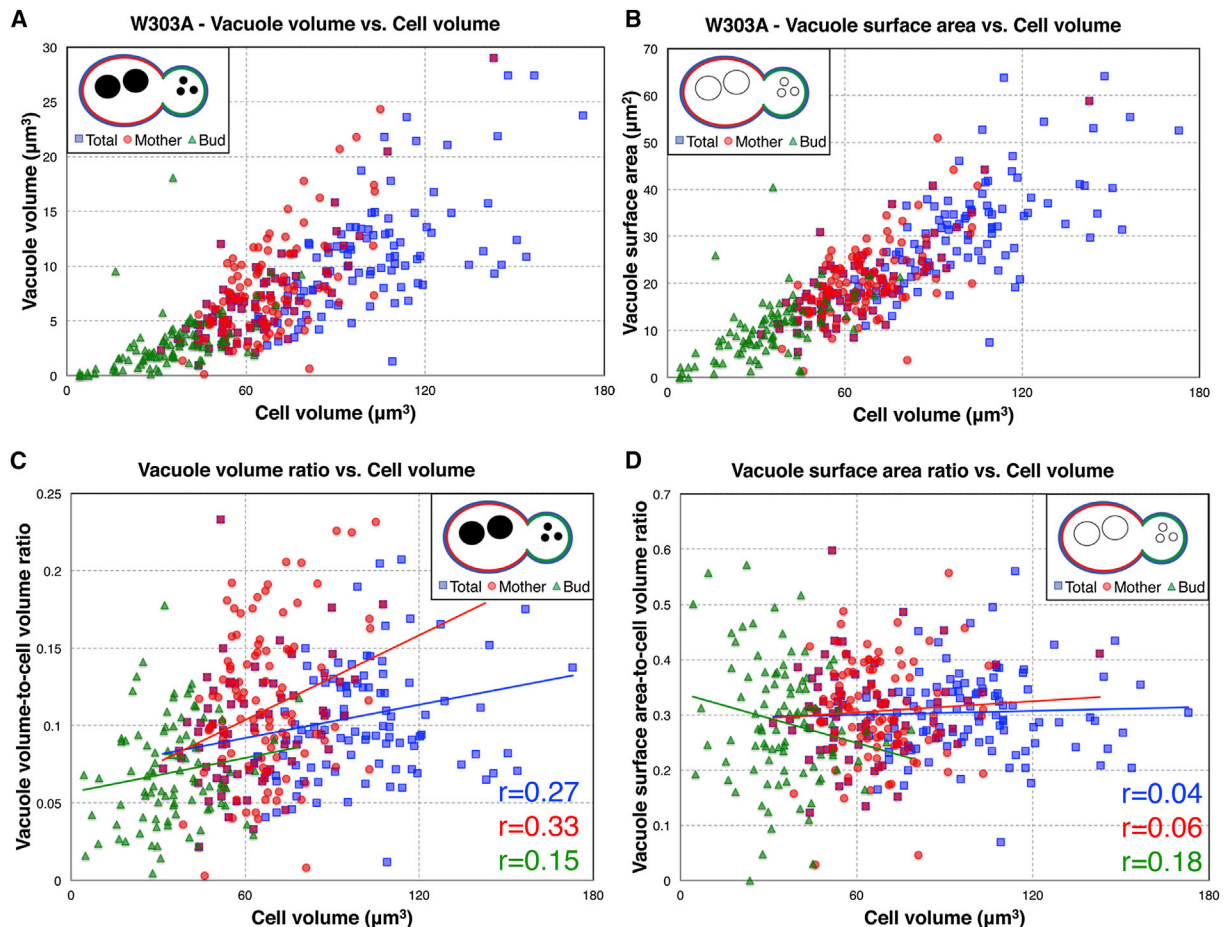 A
W303A - Vacuole volume vs. Cell volume
30
25
20
15
10
5
0
Vacuole volume (µm³)
Total Mother Bud
0 60 120 180
Cell volume (µm³)
B
W303A - Vacuole surface area vs. Cell volume
70
60
50
40
30
20
10
0
Vacuole surface area (µm²)
Total Mother Bud
0 60 120 180
Cell volume (µm³)
C
Vacuole volume ratio vs. Cell volume
0.25
0.2
0.15
0.1
0.05
0
Vacuole volume-to-cell volume ratio
Total Mother Bud
r=0.27
r=0.33
r=0.15
0 60 120 180
Cell volume (µm³)
D
Vacuole surface area ratio vs. Cell volume
0.7
0.6
0.5
0.4
0.3
0.2
0.1
0
Vacuole surface area-to-cell volume ratio
Total Mother Bud
r=0.04
r=0.06
r=0.18
0 60 120 180
Cell volume (µm³)